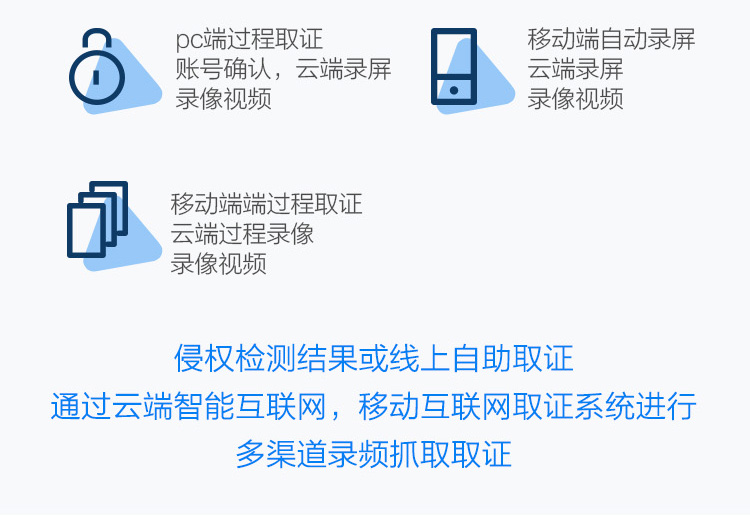 pc端过程取证
账号确认，云端录屏
录像视频
移动端自动录屏
云端录屏
录像视频
移动端端过程取证
云端过程录像
录像视频
侵权检测结果或线上自助取证
通过云端智能互联网，移动互联网取证系统进行
多渠道录频抓取取证